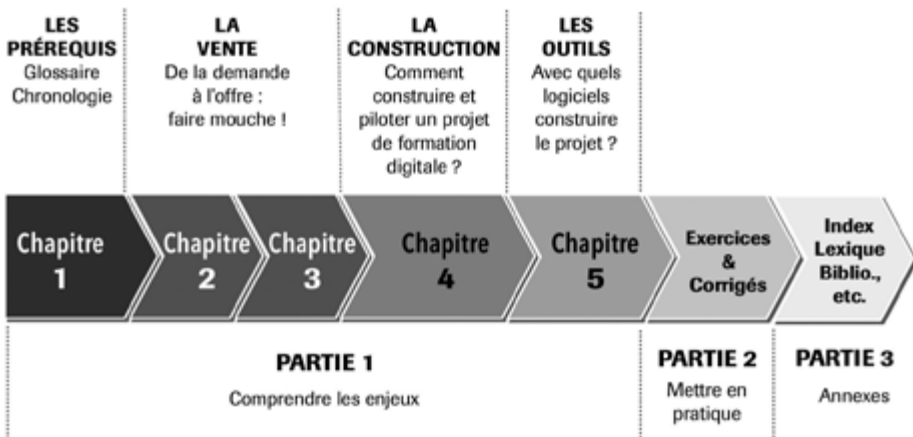 LES
PRÉREQUIS
Glossaire
Chronologie
LA
VENTE
De la demande
à l'offre :
faire mouche !
LA
CONSTRUCTION
Comment
construire et
piloter un projet
de formation
digitale ?
LES
OUTILS
Avec quels
logiciels
construire
le projet ?
Chapitre
1
Chapitre
2
Chapitre
3
Chapitre
4
Chapitre
5
Exercices
&
Corrigés
Index
Lexique
Biblio.,
etc.
PARTIE 1
Comprendre les enjeux
PARTIE 2
Mettre en
pratique
PARTIE 3
Annexes